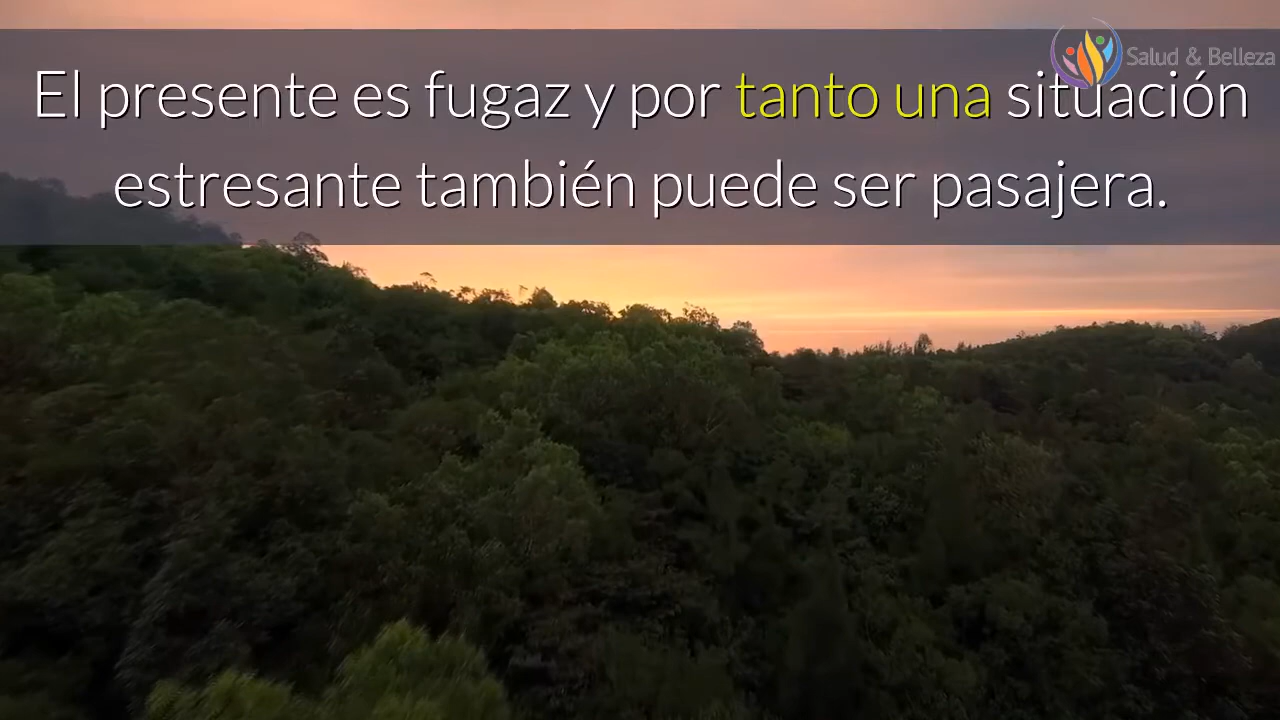 Salud & Belleza
El presente es fugaz y por tanto una situación
estresante también puede ser pasajera.